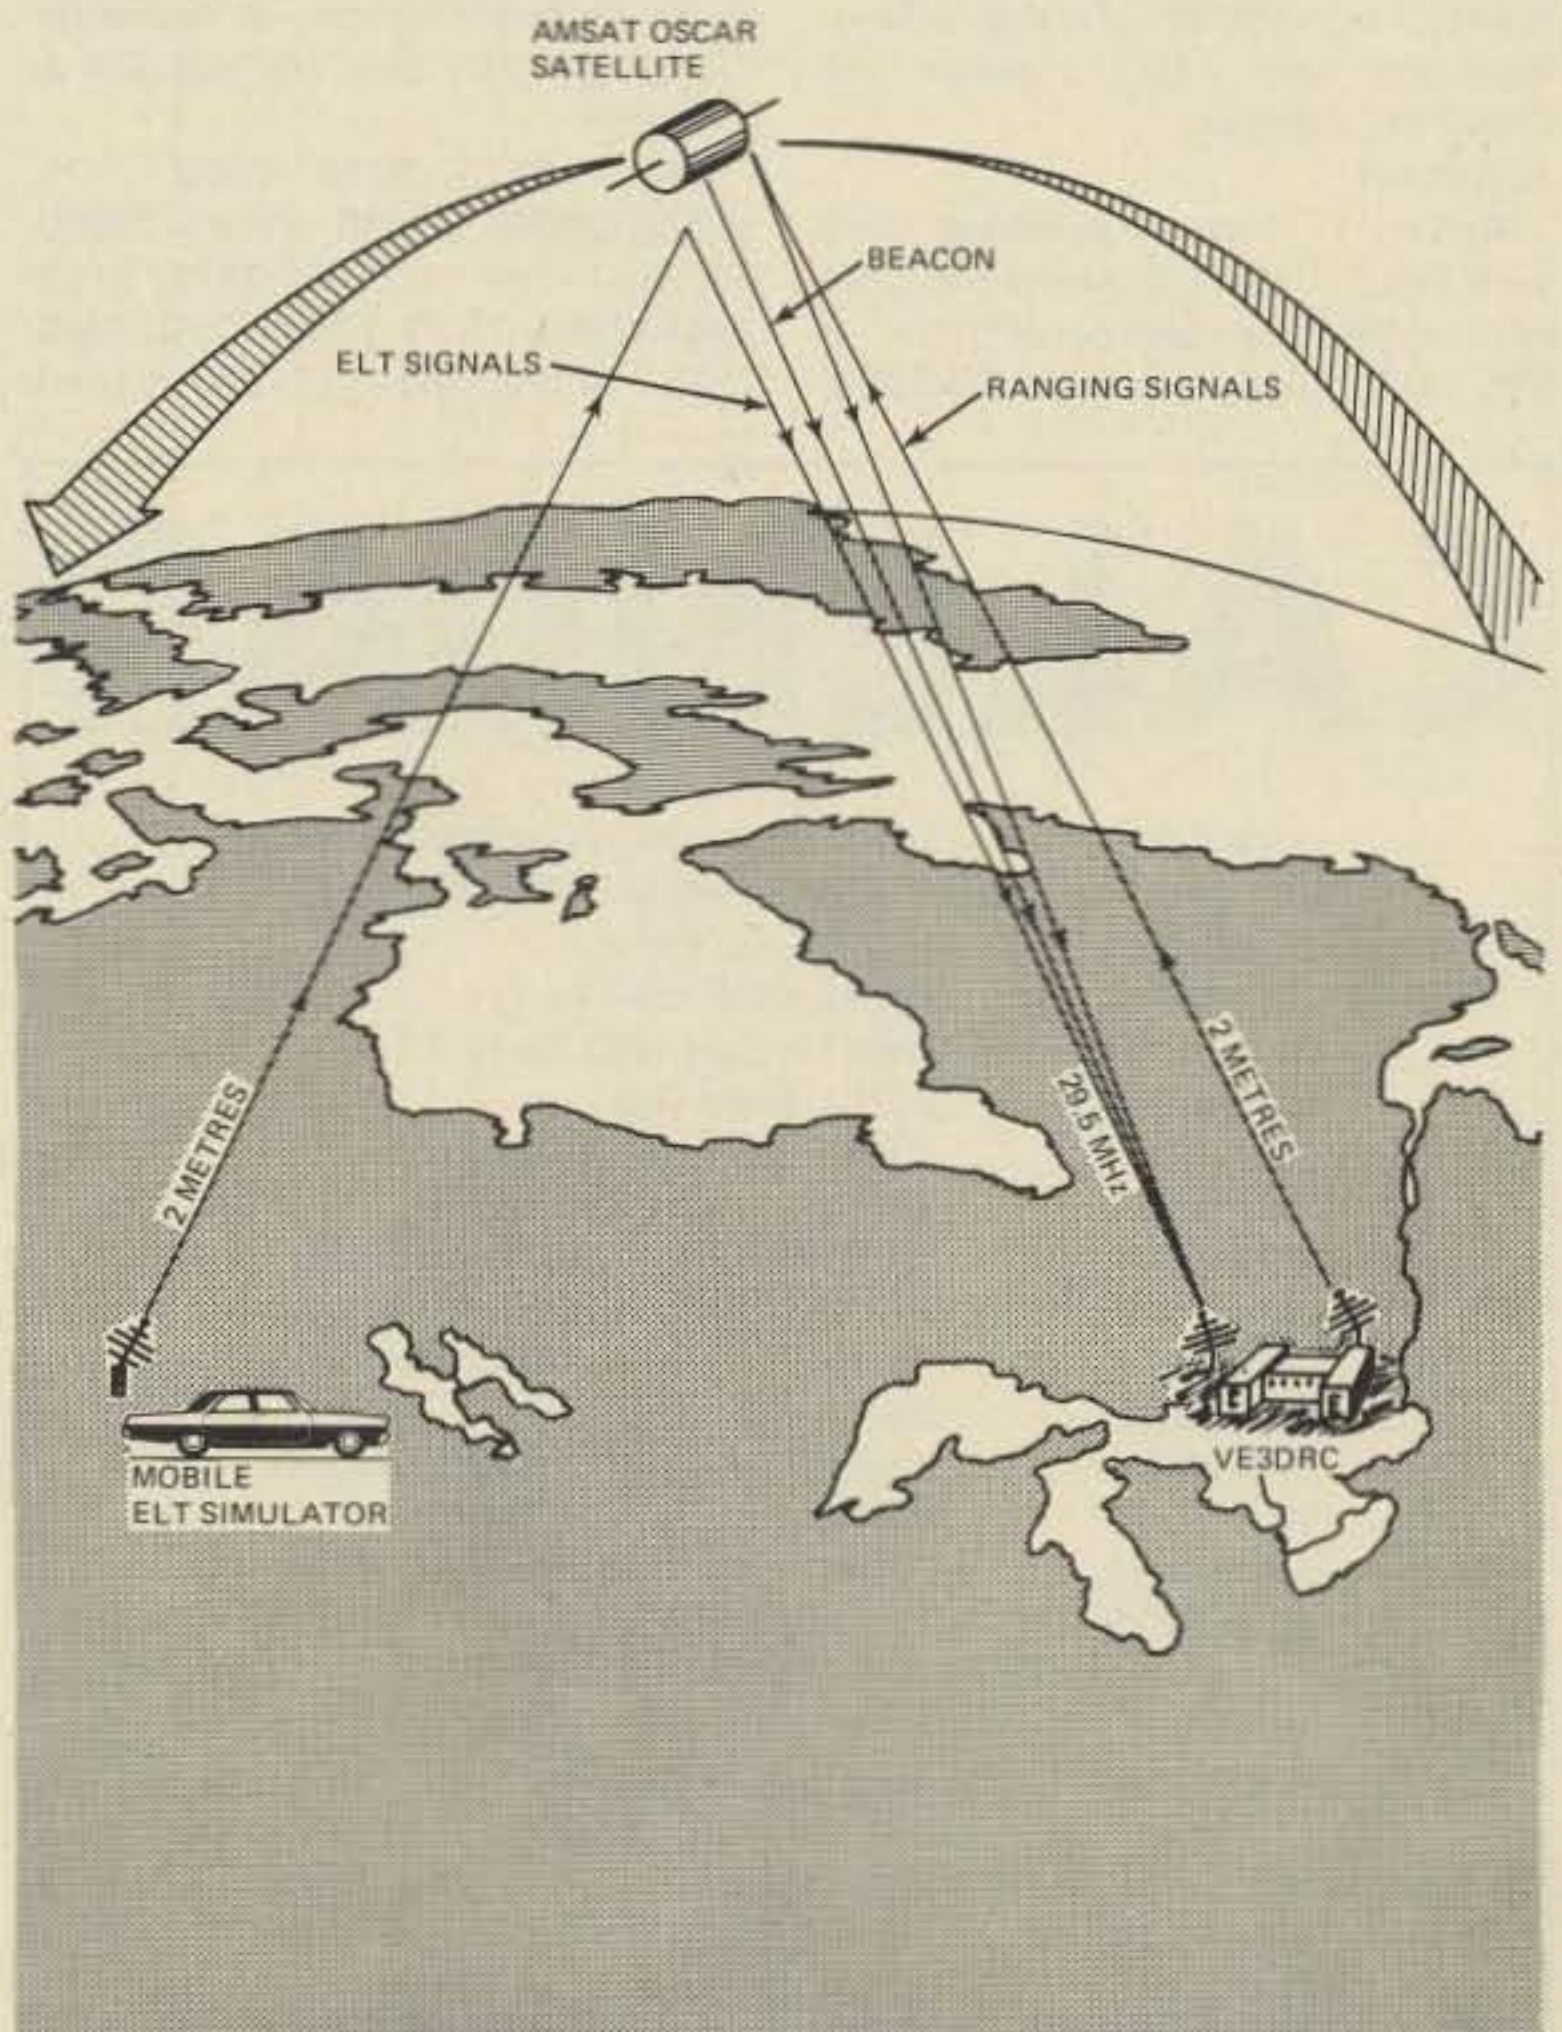 AMSAT OSCAR
SATELLITE
BEACON
ELT SIGNALS
RANGING SIGNALS
2 METRES
29.5 MHz
2 METRES
VE3DRC
MOBILE
ELT SIMULATOR